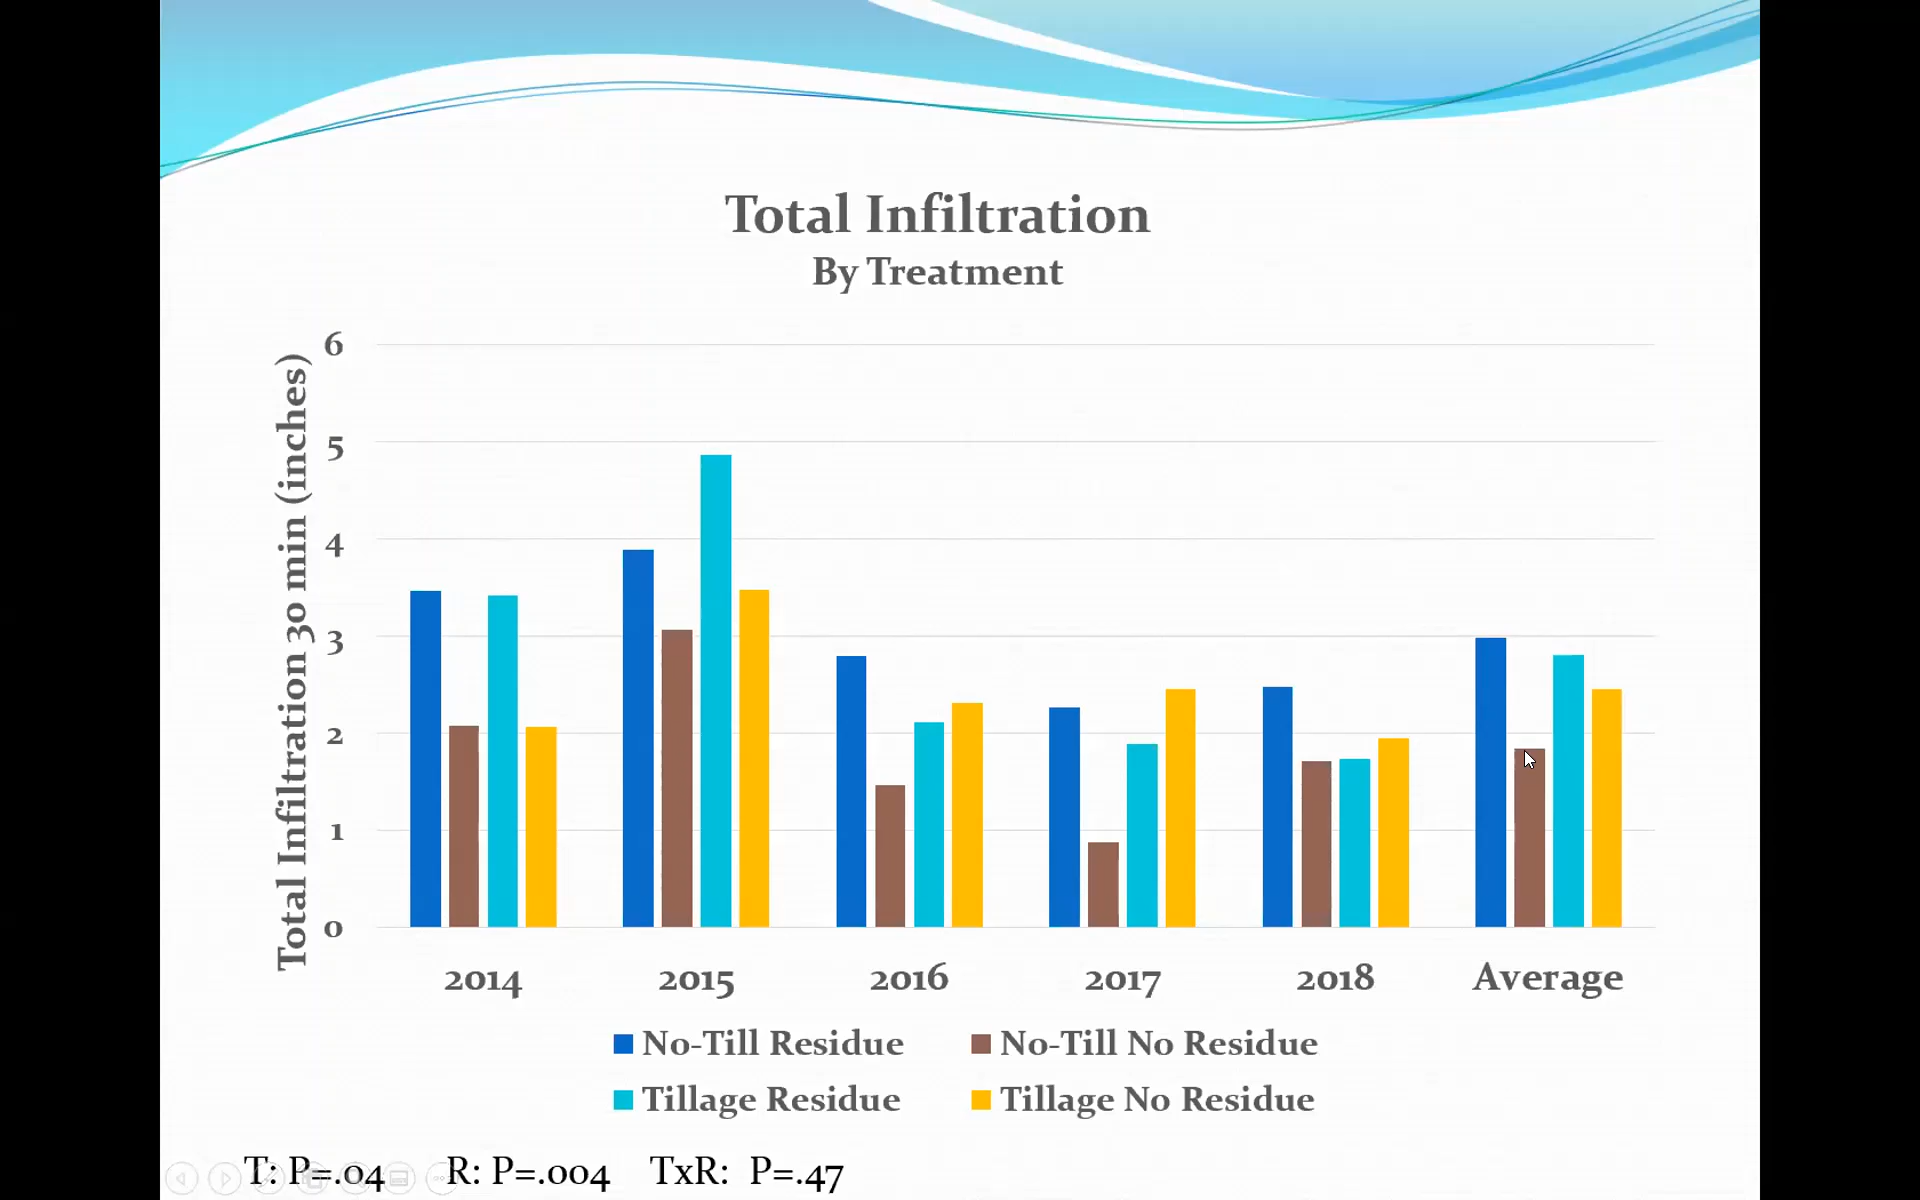 Total Infiltration
By Treatment
Total Infiltration 30 min (inches)
6
5
4
3
2
1
0
2014 2015 2016 2017 2018 Average
No-Till Residue No-Till No Residue
Tillage Residue Tillage No Residue
T: P=.04 R: P=.004 TxR: P=.47